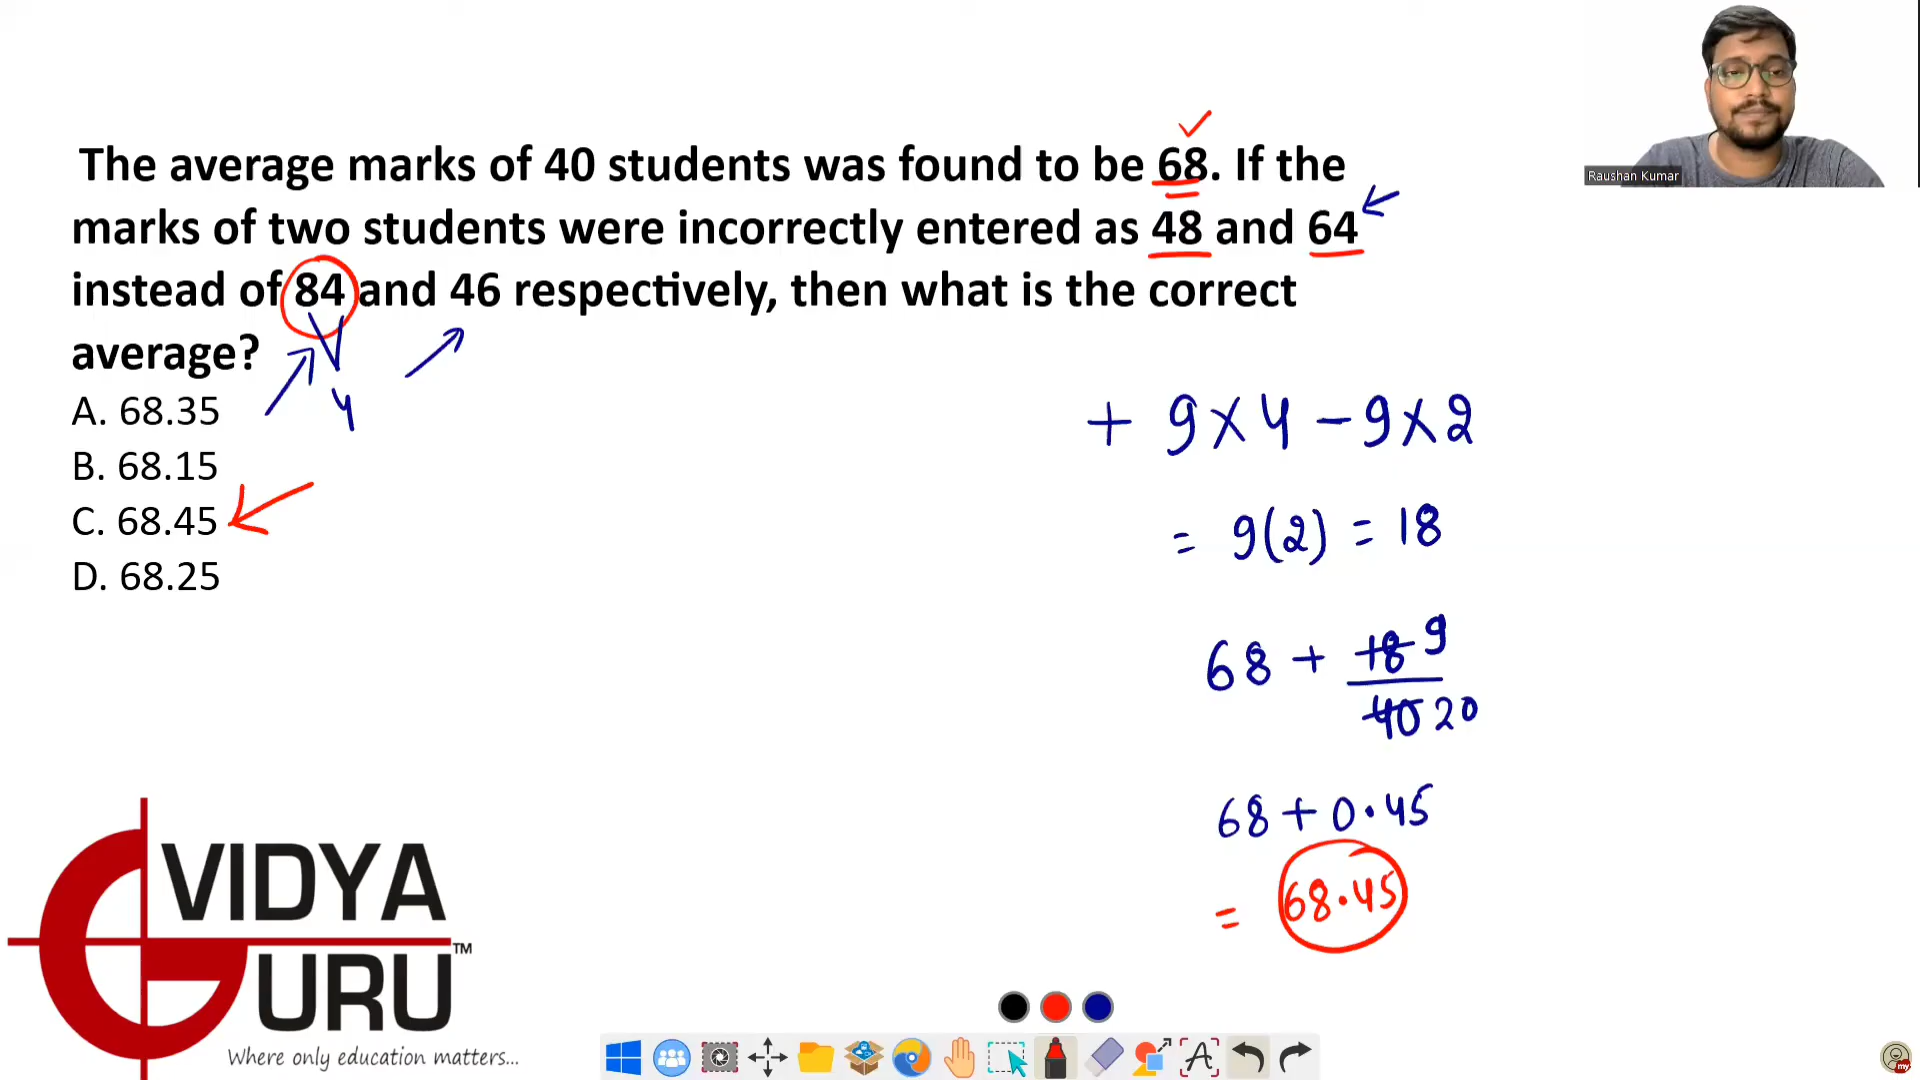 Raushan Kumar
The average marks of 40 students was found to be 68. If the
marks of two students were incorrectly entered as 48 and 64
instead of 84 and 46 respectively, then what is the correct
average?
4
A. 68.35
B. 68.15
C. 68.45
D. 68.25
+ 9×4 - 9×2
= 9(2) = 18
68 + 18 9
40 20
68 + 0.45
= 68.45
VIDYA
GURU™
Where only education matters...
A
my